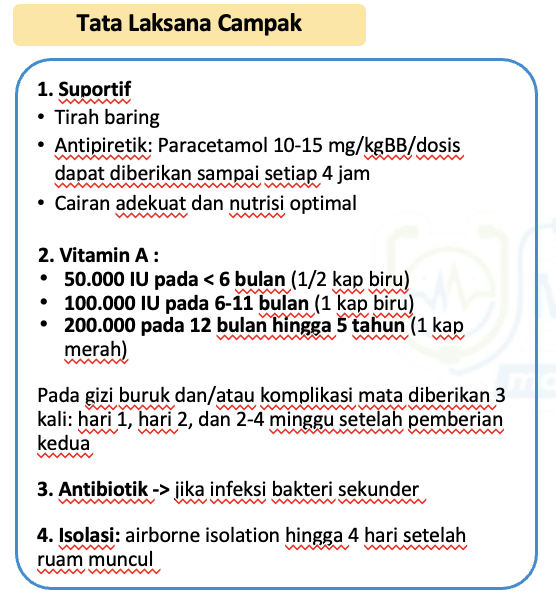 Tata Laksana Campak
1. Suportif
• Tirah baring
• Antipiretik: Paracetamol 10-15 mg/kgBB/dosis
dapat diberikan sampai setiap 4 jam
• Cairan adekuat dan nutrisi optimal
2. Vitamin A :
• 50.000 IU pada < 6 bulan (1/2 kap biru)
• 100.000 IU pada 6-11 bulan (1 kap biru)
• 200.000 pada 12 bulan hingga 5 tahun (1 kap
merah)
Pada gizi buruk dan/atau komplikasi mata diberikan 3
kali: hari 1, hari 2, dan 2-4 minggu setelah pemberian
kedua
3. Antibiotik -> jika infeksi bakteri sekunder
4. Isolasi: airborne isolation hingga 4 hari setelah
ruam muncul